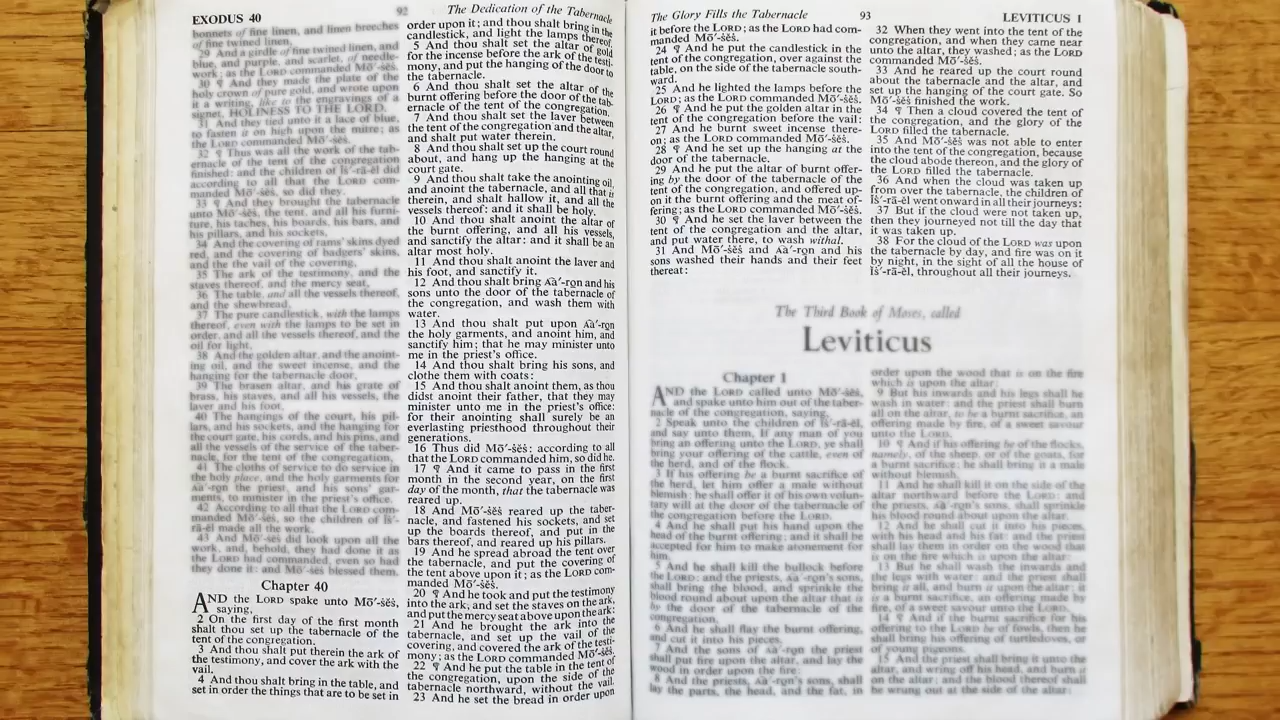 EXODUS 40
92
The Dedication of the Tabernacle
bonnets of fine linen, and linen breeches
of fine twined linen,
29 And a girdle of fine twined linen, and
blue, and purple, and scarlet, of needle-
work; as the LORD commanded Mō´-šĕš.
30 ¶ And they made the plate of the
holy crown of pure gold, and wrote upon
it a writing, like to the engravings of a
signet, HOLINESS TO THE LORD.
31 And they tied unto it a lace of blue,
to fasten it on high upon the mitre; as
the LORD commanded Mō´-šĕš.
32 ¶ Thus was all the work of the tab-
ernacle of the tent of the congregation
finished: and the children of Ĭš´-rā-ĕl did
according to all that the LORD com-
manded Mō´-šĕš, so did they.
33 ¶ And they brought the tabernacle
unto Mō´-šĕš, the tent, and all his furni-
ture, his taches, his boards, his bars, and
his pillars, and his sockets,
34 And the covering of rams' skins dyed
red, and the covering of badgers' skins,
and the vail of the covering,
35 The ark of the testimony, and the
staves thereof, and the mercy seat,
36 The table, and all the vessels thereof,
and the shewbread,
37 The pure candlestick, with the lamps
thereof, even with the lamps to be set in
order, and all the vessels thereof, and the
oil for light,
38 And the golden altar, and the anoint-
ing oil, and the sweet incense, and the
hanging for the tabernacle door,
39 The brasen altar, and his grate of
brass, his staves, and all his vessels, the
laver and his foot,
40 The hangings of the court, his pil-
lars, and his sockets, and the hanging for
the court gate, his cords, and his pins, and
all the vessels of the service of the taber-
nacle, for the tent of the congregation,
41 The cloths of service to do service in
the holy place, and the holy garments for
Aâ´-rọn the priest, and his sons' gar-
ments, to minister in the priest's office.
42 According to all that the LORD com-
manded Mō´-šĕš, so the children of Ĭš´-
rā-ĕl made all the work.
43 And Mō´-šĕš did look upon all the
work, and, behold, they had done it as
the LORD had commanded, even so had
they done it: and Mō´-šĕš blessed them.
Chapter 40
AND the LORD spake unto Mō´-šĕš,
saying,
2 On the first day of the first month
shalt thou set up the tabernacle of the
tent of the congregation.
3 And thou shalt put therein the ark of
the testimony, and cover the ark with the
vail.
4 And thou shalt bring in the table, and
set in order the things that are to be set in
order upon it; and thou shalt bring in the
candlestick, and light the lamps thereof.
5 And thou shalt set the altar of gold
for the incense before the ark of the testi-
mony, and put the hanging of the door to
the tabernacle.
6 And thou shalt set the altar of the
burnt offering before the door of the tab-
ernacle of the tent of the congregation.
7 And thou shalt set the laver between
the tent of the congregation and the altar,
and shalt put water therein.
8 And thou shalt set up the court round
about, and hang up the hanging at the
court gate.
9 And thou shalt take the anointing oil,
and anoint the tabernacle, and all that is
therein, and shalt hallow it, and all the
vessels thereof: and it shall be holy.
10 And thou shalt anoint the altar of
the burnt offering, and all his vessels,
and sanctify the altar: and it shall be an
altar most holy.
11 And thou shalt anoint the laver and
his foot, and sanctify it.
12 And thou shalt bring Aâ´-rọn and his
sons unto the door of the tabernacle of
the congregation, and wash them with
water.
13 And thou shalt put upon Aâ´-rọn
the holy garments, and anoint him, and
sanctify him; that he may minister unto
me in the priest's office.
14 And thou shalt bring his sons, and
clothe them with coats:
15 And thou shalt anoint them, as thou
didst anoint their father, that they may
minister unto me in the priest's office:
for their anointing shall surely be an
everlasting priesthood throughout their
generations.
16 Thus did Mō´-šĕš: according to all
that the LORD commanded him, so did he.
17 ¶ And it came to pass in the first
month in the second year, on the first
day of the month, that the tabernacle was
reared up.
18 And Mō´-šĕš reared up the taber-
nacle, and fastened his sockets, and set
up the boards thereof, and put in the
bars thereof, and reared up his pillars.
19 And he spread abroad the tent over
the tabernacle, and put the covering of
the tent above upon it; as the LORD com-
manded Mō´-šĕš.
20 ¶ And he took and put the testimony
into the ark, and set the staves on the ark,
and put the mercy seat above upon the ark:
21 And he brought the ark into the
tabernacle, and set up the vail of the
covering, and covered the ark of the testi-
mony; as the LORD commanded Mō´-šĕš.
22 ¶ And he put the table in the tent of
the congregation, upon the side of the
tabernacle northward, without the vail.
23 And he set the bread in order upon
The Glory Fills the Tabernacle
93
LEVITICUS 1
it before the LORD; as the LORD had com-
manded Mō´-šĕš.
24 ¶ And he put the candlestick in the
tent of the congregation, over against the
table, on the side of the tabernacle south-
ward.
25 And he lighted the lamps before the
LORD; as the LORD commanded Mō´-šĕš.
26 ¶ And he put the golden altar in the
tent of the congregation before the vail:
27 And he burnt sweet incense there-
on; as the LORD commanded Mō´-šĕš.
28 ¶ And he set up the hanging at the
door of the tabernacle.
29 And he put the altar of burnt offer-
ing by the door of the tabernacle of the
tent of the congregation, and offered up-
on it the burnt offering and the meat of-
fering; as the LORD commanded Mō´-šĕš.
30 ¶ And he set the laver between the
tent of the congregation and the altar,
and put water there, to wash withal.
31 And Mō´-šĕš and Aâ´-rọn and his
sons washed their hands and their feet
thereat:
32 When they went into the tent of the
congregation, and when they came near
unto the altar, they washed; as the LORD
commanded Mō´-šĕš.
33 And he reared up the court round
about the tabernacle and the altar, and
set up the hanging of the court gate. So
Mō´-šĕš finished the work.
34 ¶ Then a cloud covered the tent of
the congregation, and the glory of the
LORD filled the tabernacle.
35 And Mō´-šĕš was not able to enter
into the tent of the congregation, because
the cloud abode thereon, and the glory of
the LORD filled the tabernacle.
36 And when the cloud was taken up
from over the tabernacle, the children of
Ĭš´-rā-ĕl went onward in all their journeys:
37 But if the cloud were not taken up,
then they journeyed not till the day that
it was taken up.
38 For the cloud of the LORD was upon
the tabernacle by day, and fire was on it
by night, in the sight of all the house of
Ĭš´-rā-ĕl, throughout all their journeys.
The Third Book of Moses, called
Leviticus
Chapter 1
AND the LORD called unto Mō´-šĕš,
and spake unto him out of the taber-
nacle of the congregation, saying,
2 Speak unto the children of Ĭš´-rā-ĕl,
and say unto them, If any man of you
bring an offering unto the LORD, ye shall
bring your offering of the cattle, even of
the herd, and of the flock.
3 If his offering be a burnt sacrifice of
the herd, let him offer a male without
blemish: he shall offer it of his own volun-
tary will at the door of the tabernacle of
the congregation before the LORD.
4 And he shall put his hand upon the
head of the burnt offering; and it shall be
accepted for him to make atonement for
him.
5 And he shall kill the bullock before
the LORD: and the priests, Aâ´-rọn's sons,
shall bring the blood, and sprinkle the
blood round about upon the altar that is
by the door of the tabernacle of the
congregation.
6 And he shall flay the burnt offering,
and cut it into his pieces.
7 And the sons of Aâ´-rọn the priest
shall put fire upon the altar, and lay the
wood in order upon the fire:
8 And the priests, Aâ´-rọn's sons, shall
lay the parts, the head, and the fat, in
order upon the wood that is on the fire
which is upon the altar:
9 But his inwards and his legs shall he
wash in water: and the priest shall burn
all on the altar, to be a burnt sacrifice, an
offering made by fire, of a sweet savour
unto the LORD.
10 ¶ And if his offering be of the flocks,
namely, of the sheep, or of the goats, for
a burnt sacrifice; he shall bring it a male
without blemish.
11 And he shall kill it on the side of the
altar northward before the LORD: and
the priests, Aâ´-rọn's sons, shall sprinkle
his blood round about upon the altar:
12 And he shall cut it into his pieces,
with his head and his fat: and the priest
shall lay them in order on the wood that
is on the fire which is upon the altar:
13 But he shall wash the inwards and
the legs with water: and the priest shall
bring it all, and burn it upon the altar: it
is a burnt sacrifice, an offering made by
fire, of a sweet savour unto the LORD.
14 ¶ And if the burnt sacrifice for his
offering to the LORD be of fowls, then he
shall bring his offering of turtledoves, or
of young pigeons.
15 And the priest shall bring it unto the
altar, and wring off his head, and burn it
on the altar; and the blood thereof shall
be wrung out at the side of the altar: